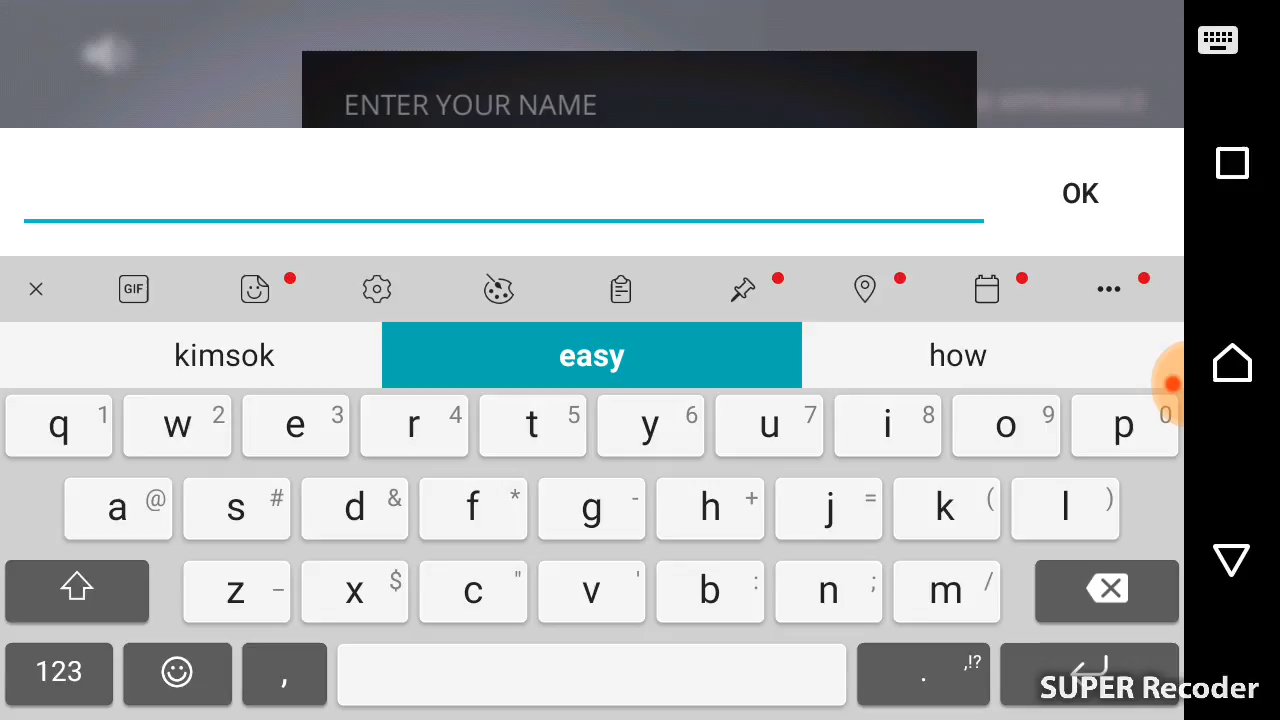 ENTER YOUR NAME
OK
GIF
kimsok easy how
q 1 w 2 e 3 r 4 t 5 y 6 u 7 i 8 o 9 p 0
a @ s # d & f * g - h + j = k ( l )
z _ x $ c " v ' b : n ; m /
123 , . ,!?
SUPER Recoder